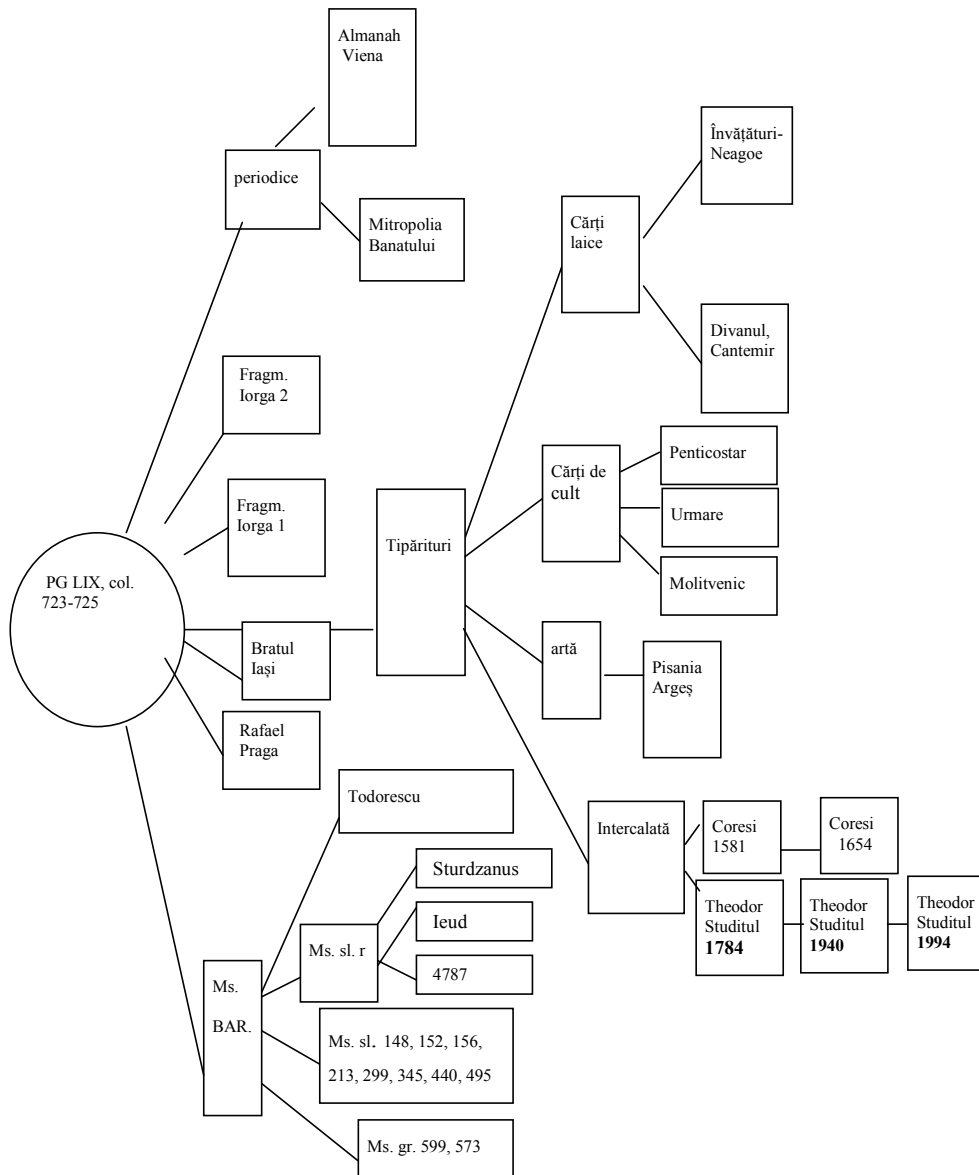 Almanah
Viena
periodice
Mitropolia
Banatului
Fragm.
Iorga 2
Fragm.
Iorga 1
PG LIX, col.
723-725
Bratul
Iași
Rafael
Praga
Tipărituri
Cărți
laice
Învățături-
Neagoe
Divanul,
Cantemir
Cărți de
cult
Penticostar
Urmare
Molitvenic
artă
Pisania
Argeș
Intercalată
Coresi
1581
Coresi
1654
Theodor
Studitul
1784
Theodor
Studitul
1940
Theodor
Studitul
1994
Ms.
BAR.
Todorescu
Ms. sl. r
Sturdzanus
Ieud
4787
Ms. sl. 148, 152, 156,
213, 299, 345, 440, 495
Ms. gr. 599, 573